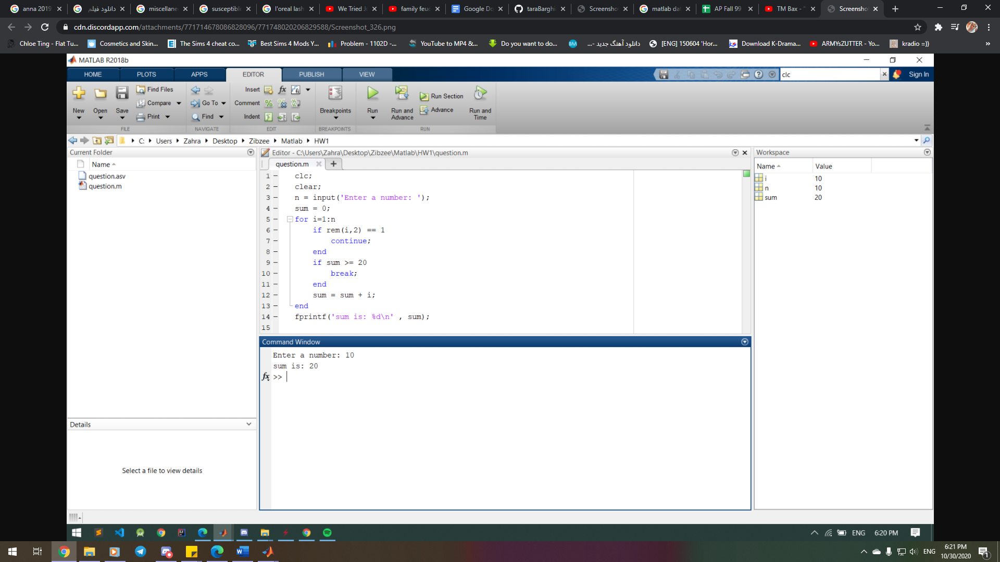 anna 2019
دانلود فیلم
miscellane
susceptible
l'oreal lash
We Tried J
family feud
Google Do
taraBarghi
Screenshot
matlab dat
AP Fall 99
TM Bax - "
Screenshot
cdn.discordapp.com/attachments/771714678086828096/771748020206829588/Screenshot_326.png
Chloe Ting - Flat Tu...
Cosmetics and Skin...
The Sims 4 cheat co...
Best Sims 4 Mods Y...
Problem - 1102D -...
YouTube to MP4 &...
Do you want to do...
دانلود آهنگ جدید -...
[ENG] 150604 'Hor...
Download K-Drama...
ARMYsZUTTER - Yo...
kradio =))
»
MATLAB R2018b
HOME PLOTS APPS EDITOR PUBLISH VIEW
clc
Sign In
New Open Save
Find Files
Compare
Print
FILE
Go To
Find
NAVIGATE
Insert
Comment
Indent
EDIT
Breakpoints
BREAKPOINTS
Run
Run and Advance
Run Section
Advance
Run and Time
RUN
C: Users Zahra Desktop Zibzee Matlab HW1
Current Folder
Name
question.asv
question.m
Details
Select a file to view details
Editor - C:\Users\Zahra\Desktop\Zibzee\Matlab\HW1\question.m
question.m
1 – clc;
2 – clear;
3 – n = input('Enter a number: ');
4 – sum = 0;
5 – for i=1:n
6 – if rem(i,2) == 1
7 – continue;
8 – end
9 – if sum >= 20
10 – break;
11 – end
12 – sum = sum + i;
13 – end
14 – fprintf('sum is: %d\n' , sum);
15
Command Window
Enter a number: 10
sum is: 20
fx >>
Workspace
Name Value
i 10
n 10
sum 20
ENG 6:20 PM
ENG
6:21 PM
10/30/2020
1